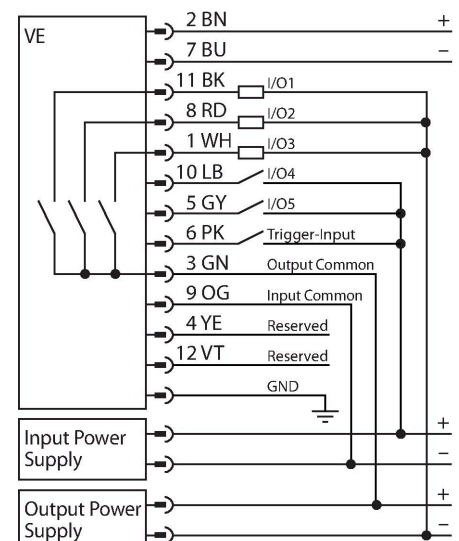 VE
2 BN +
7 BU −
11 BK I/O1
8 RD I/O2
1 WH I/O3
10 LB I/O4
5 GY I/O5
6 PK Trigger-Input
3 GN Output Common
9 OG Input Common
4 YE Reserved
12 VT Reserved
GND
Input Power +
Supply −
Output Power +
Supply −